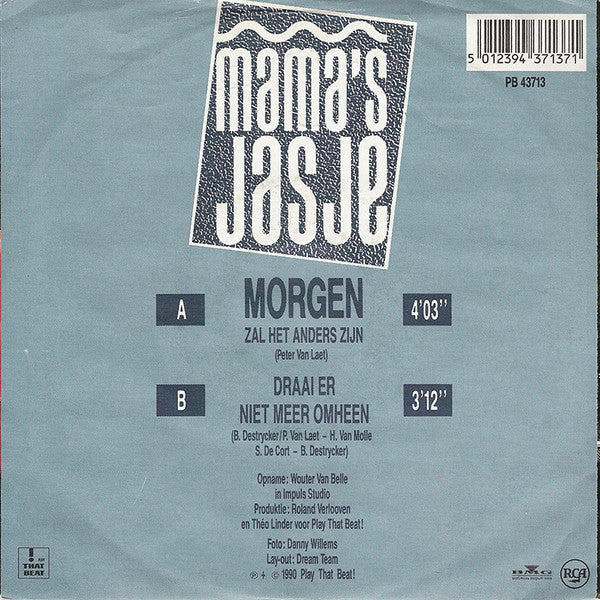 mama's
jasje
5 012394 371371
PB 43713
A
MORGEN
4'03''
ZAL HET ANDERS ZIJN
(Peter Van Laet)
B
DRAAI ER
3'12''
NIET MEER OMHEEN
(B. Destrycker/P. Van Laet – H. Van Molle
S. De Cort – B. Destrycker)
Opname: Wouter Van Belle
in Impuls Studio
Produktie: Roland Verlooven
en Théo Linder voor Play That Beat!
Foto: Danny Willems
Lay-out: Dream Team
℗ + © 1990 Play That Beat!
! PLAY
THAT
BEAT
BMG
RCA